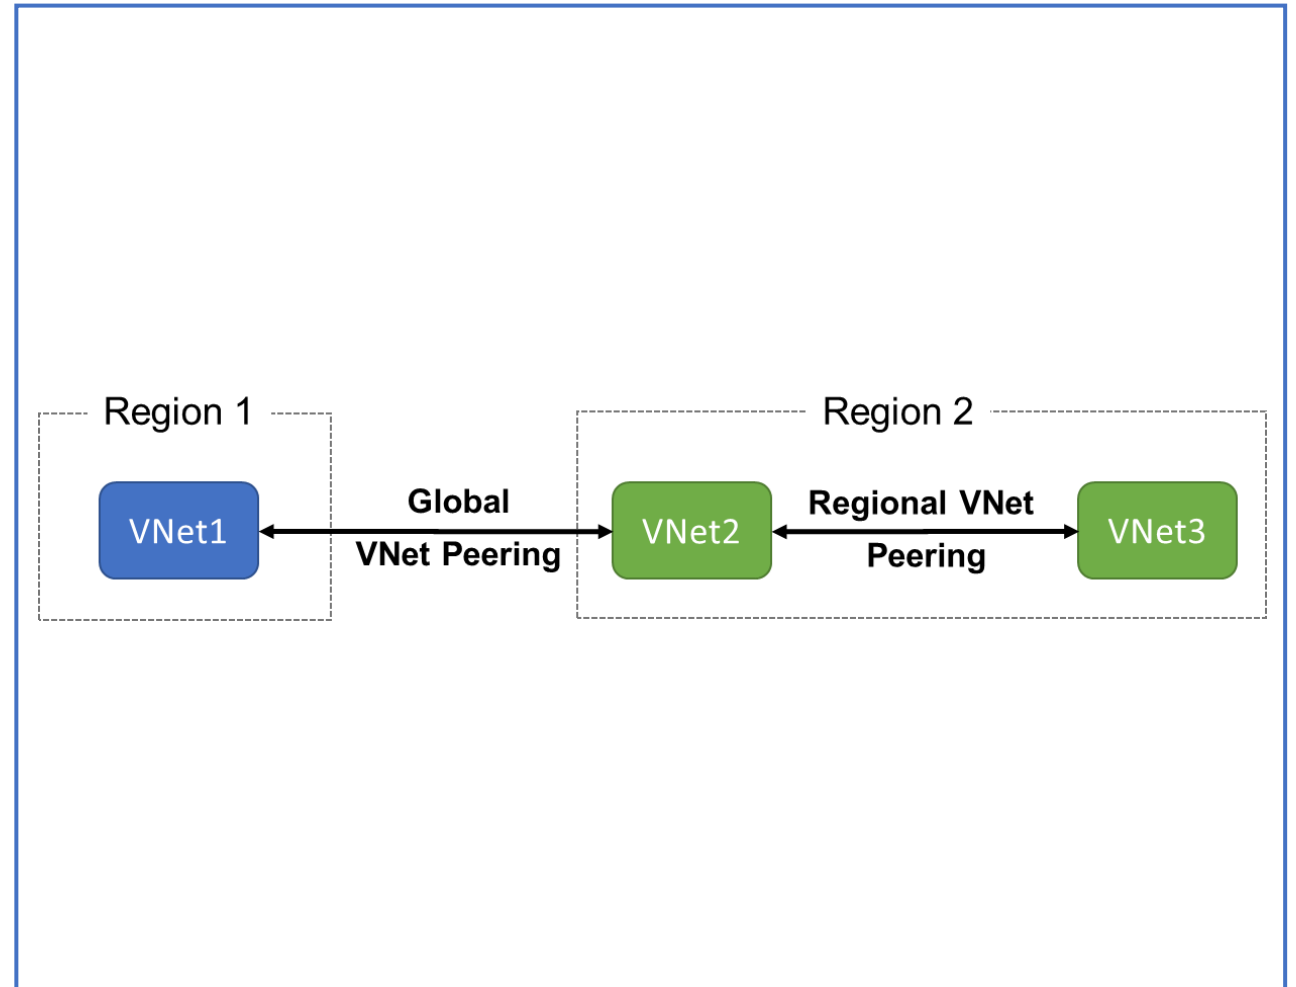 Region 1
Region 2
VNet1
Global
VNet Peering
VNet2
Regional VNet
Peering
VNet3